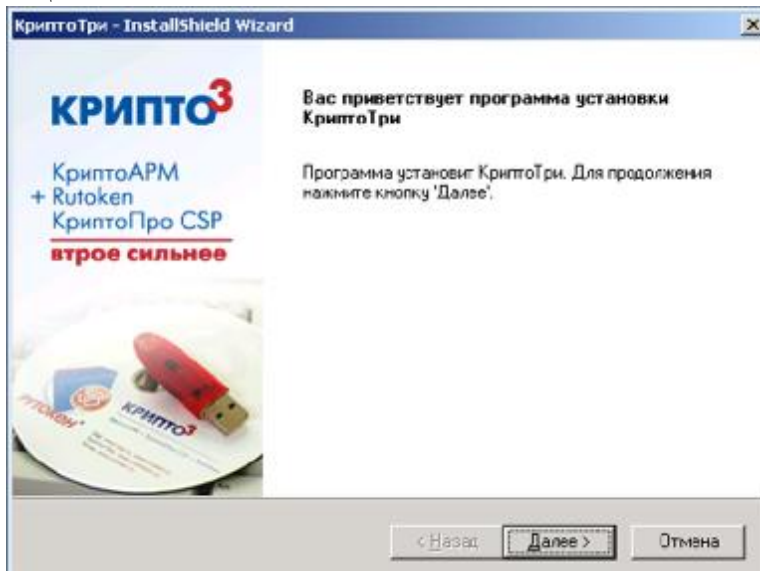 КриптоТри - InstallShield Wizard
КРИПТО3
КриптоАРМ
+ Rutoken
КриптоПро CSP
втрое сильнее
РУТОКЕН
КРИПТО3
Вас приветствует программа установки
КриптоТри
Программа установит КриптоТри. Для продолжения
нажмите кнопку 'Далее'.
< Назад
Далее >
Отмена